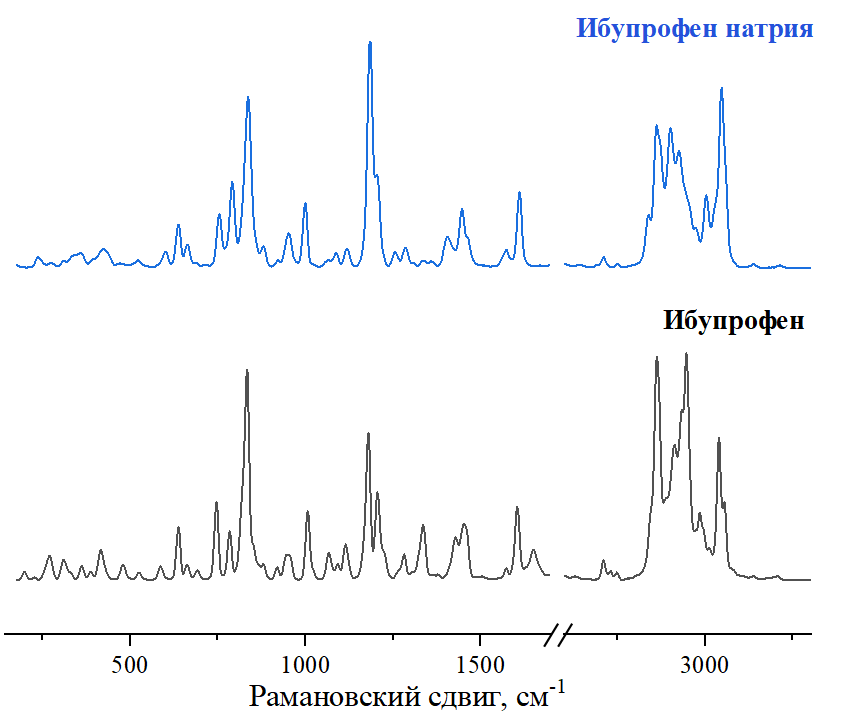 Ибупрофен натрия
Ибупрофен
500 1000 1500 3000
Рамановский сдвиг, см-1